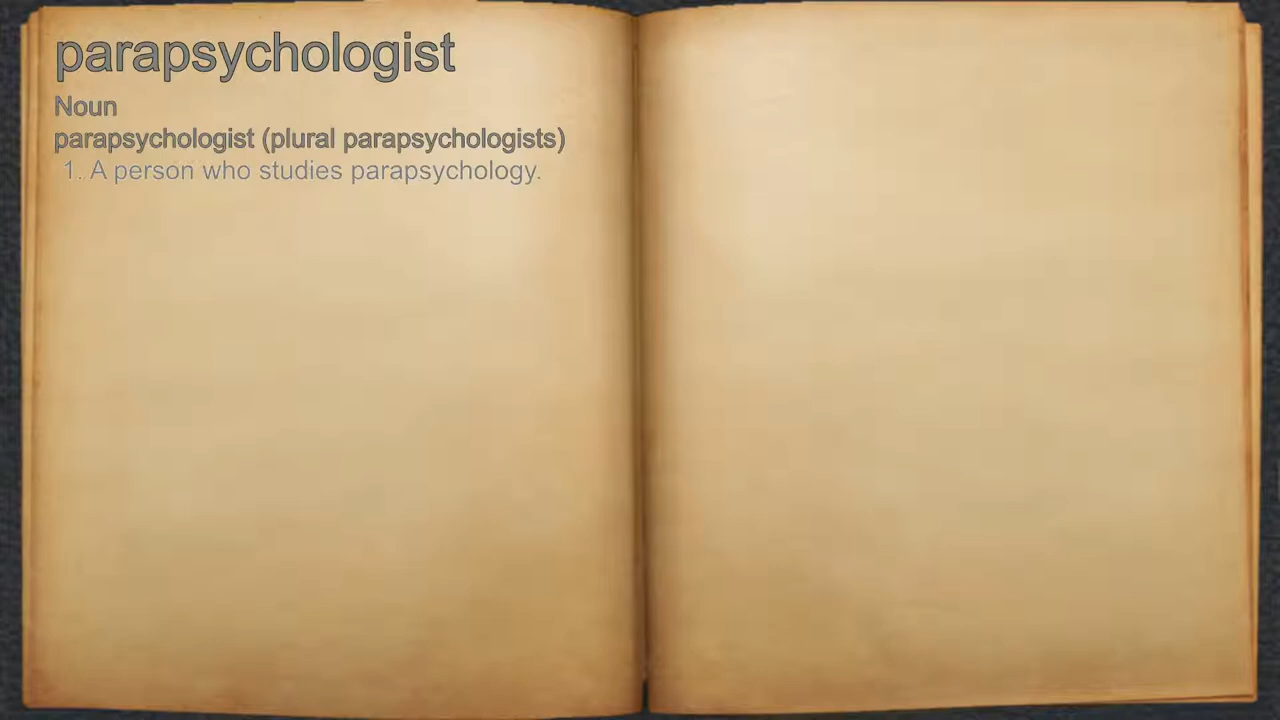 parapsychologist
Noun
parapsychologist (plural parapsychologists)
1. A person who studies parapsychology.